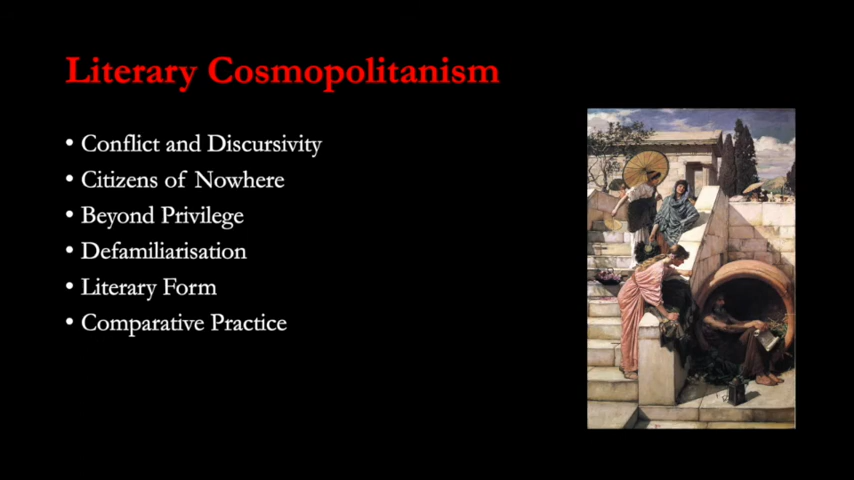 Literary Cosmopolitanism
• Conflict and Discursivity
• Citizens of Nowhere
• Beyond Privilege
• Defamiliarisation
• Literary Form
• Comparative Practice